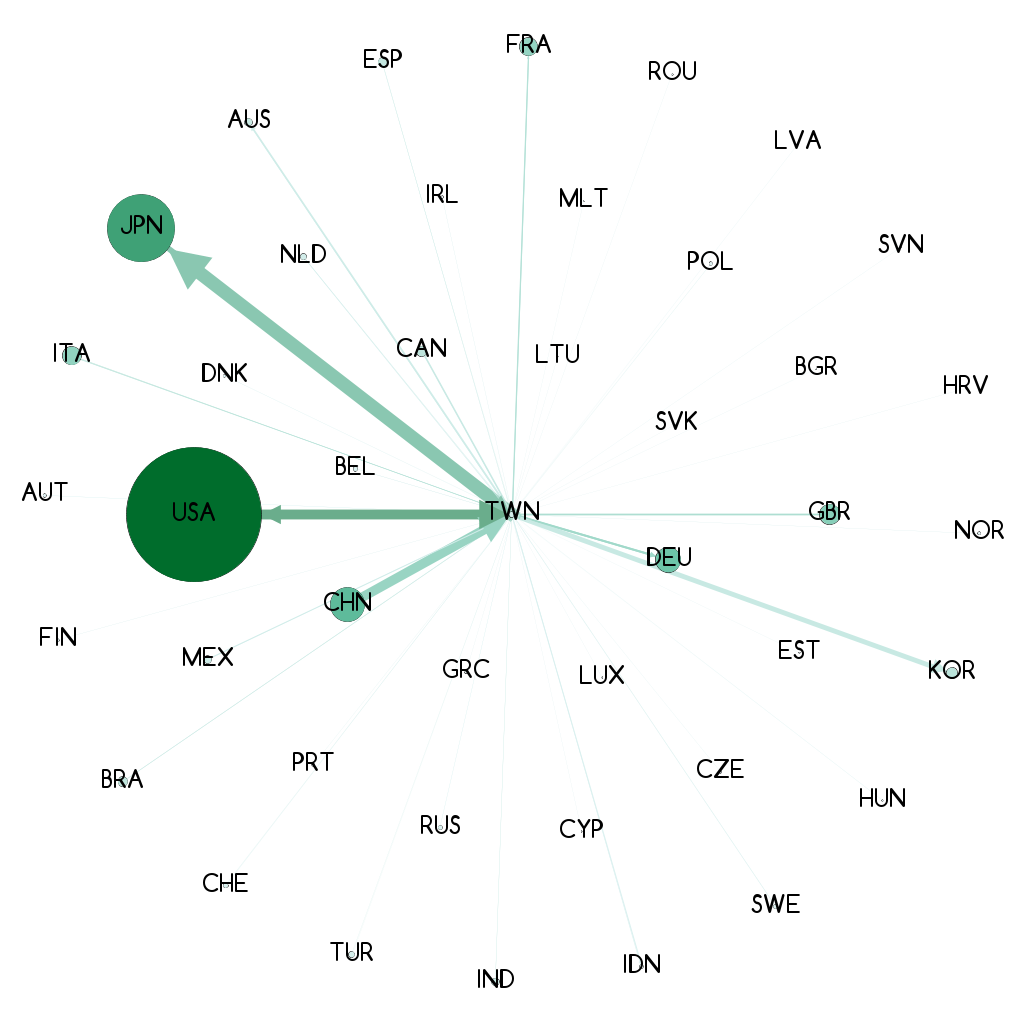 FRA
ESP
ROU
AUS
LVA
IRL
MLT
JPN
SVN
NLD
POL
CAN
ITA
LTU
BGR
DNK
HRV
SVK
BEL
AUT
USA
TWN
GBR
NOR
DEU
CHN
FIN
EST
MEX
GRC
KOR
LUX
PRT
CZE
BRA
HUN
RUS
CYP
CHE
SWE
TUR
IDN
IND